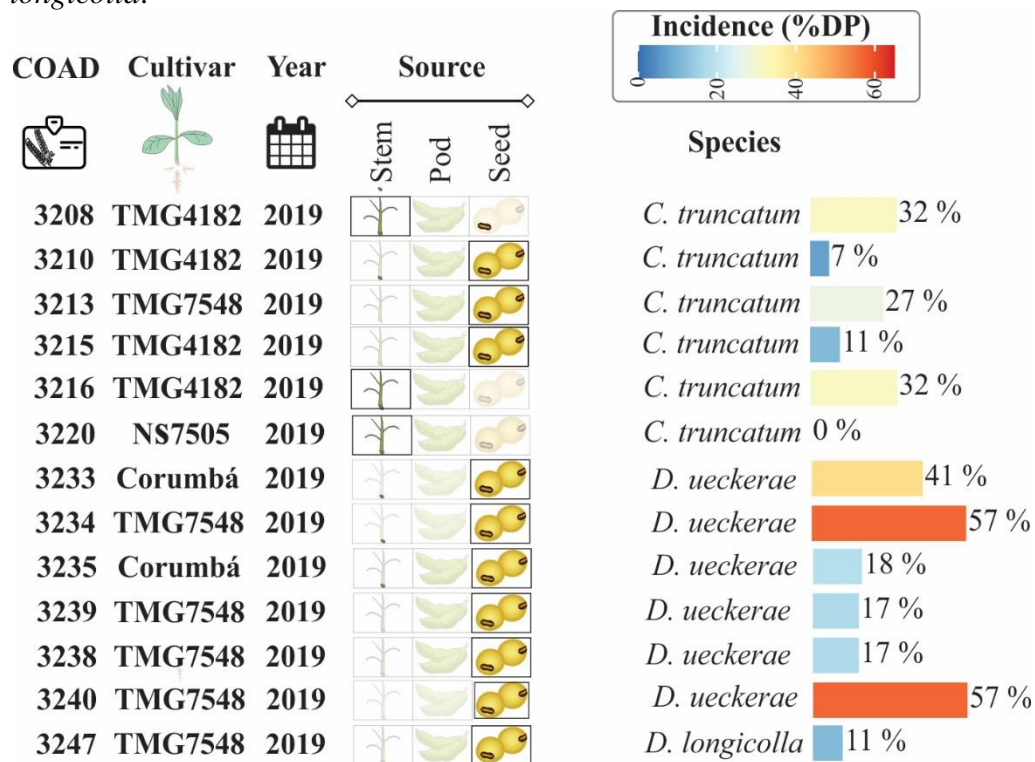 longicolla.
Incidence (%DP)
0 20 40 60
COAD Cultivar Year Source
Stem Pod Seed
Species
3208 TMG4182 2019 C. truncatum 32 %
3210 TMG4182 2019 C. truncatum 7 %
3213 TMG7548 2019 C. truncatum 27 %
3215 TMG4182 2019 C. truncatum 11 %
3216 TMG4182 2019 C. truncatum 32 %
3220 NS7505 2019 C. truncatum 0 %
3233 Corumbá 2019 D. ueckerae 41 %
3234 TMG7548 2019 D. ueckerae 57 %
3235 Corumbá 2019 D. ueckerae 18 %
3239 TMG7548 2019 D. ueckerae 17 %
3238 TMG7548 2019 D. ueckerae 17 %
3240 TMG7548 2019 D. ueckerae 57 %
3247 TMG7548 2019 D. longicolla 11 %